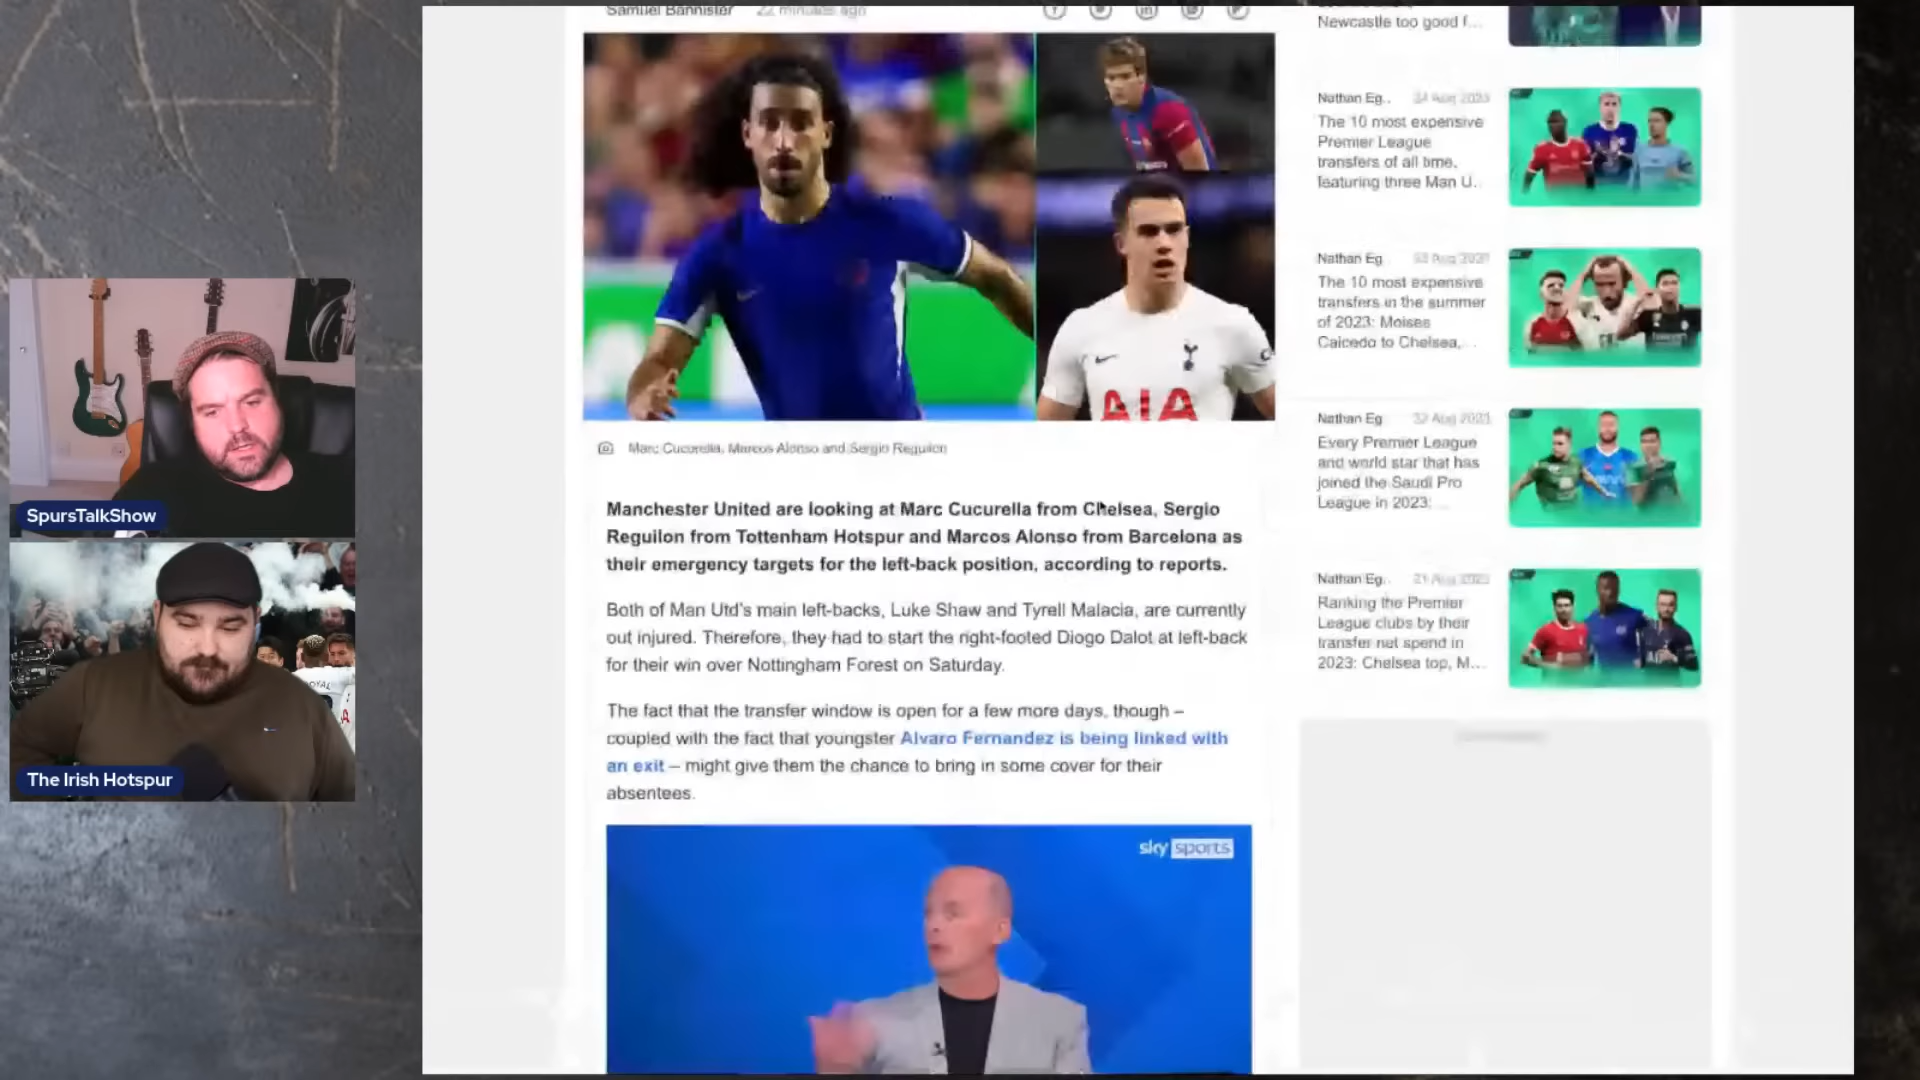 Samuel Bannister 22 minutes ago
AIA
Marc Cucurella, Marcos Alonso and Sergio Reguilon
Manchester United are looking at Marc Cucurella from Chelsea, Sergio
Reguilon from Tottenham Hotspur and Marcos Alonso from Barcelona as
their emergency targets for the left-back position, according to reports.
Both of Man Utd's main left-backs, Luke Shaw and Tyrell Malacia, are currently
out injured. Therefore, they had to start the right-footed Diogo Dalot at left-back
for their win over Nottingham Forest on Saturday.
The fact that the transfer window is open for a few more days, though –
coupled with the fact that youngster Alvaro Fernandez is being linked with
an exit – might give them the chance to bring in some cover for their
absentees.
sky sports
Newcastle too good f...
Nathan Eg.. 24 Aug 2023
The 10 most expensive
Premier League
transfers of all time,
featuring three Man U..
Nathan Eg
The 10 most expensive
transfers in the summer
of 2023: Moises
Caicedo to Chelsea,...
Nathan Eg
Every Premier League
and world star that has
joined the Saudi Pro
League in 2023: ...
Nathan Eg.. 21 Aug 2023
Ranking the Premier
League clubs by their
transfer net spend in
2023: Chelsea top, M...
SpursTalkShow
ROYAL
The Irish Hotspur